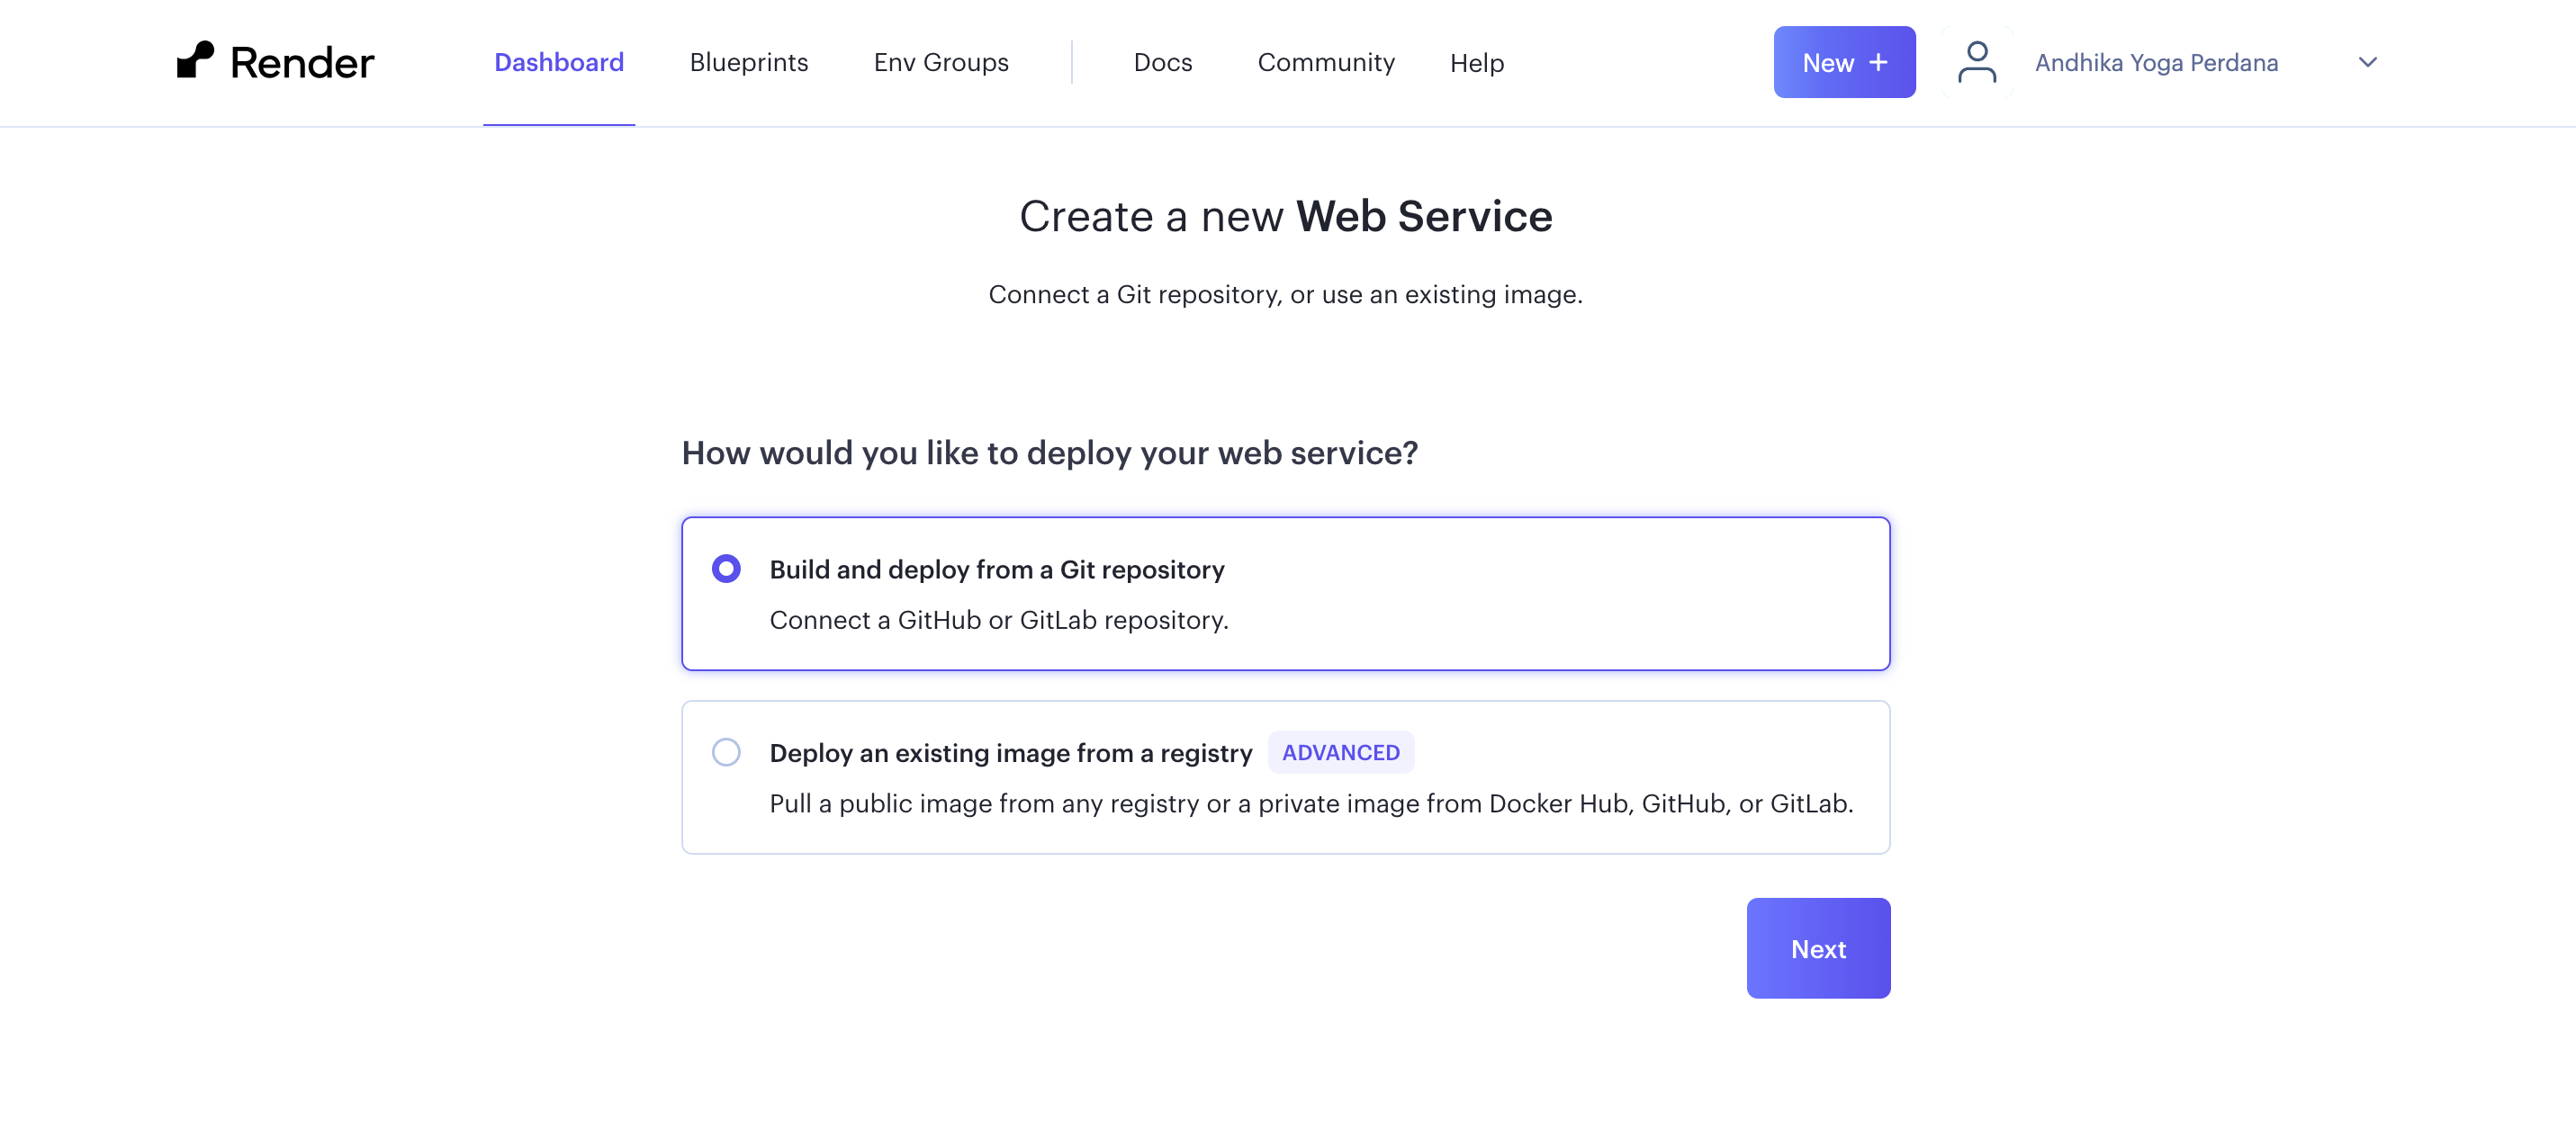 Render
Dashboard
Blueprints
Env Groups
Docs
Community
Help
New +
Andhika Yoga Perdana
Create a new Web Service
Connect a Git repository, or use an existing image.
How would you like to deploy your web service?
Build and deploy from a Git repository
Connect a GitHub or GitLab repository.
Deploy an existing image from a registry ADVANCED
Pull a public image from any registry or a private image from Docker Hub, GitHub, or GitLab.
Next